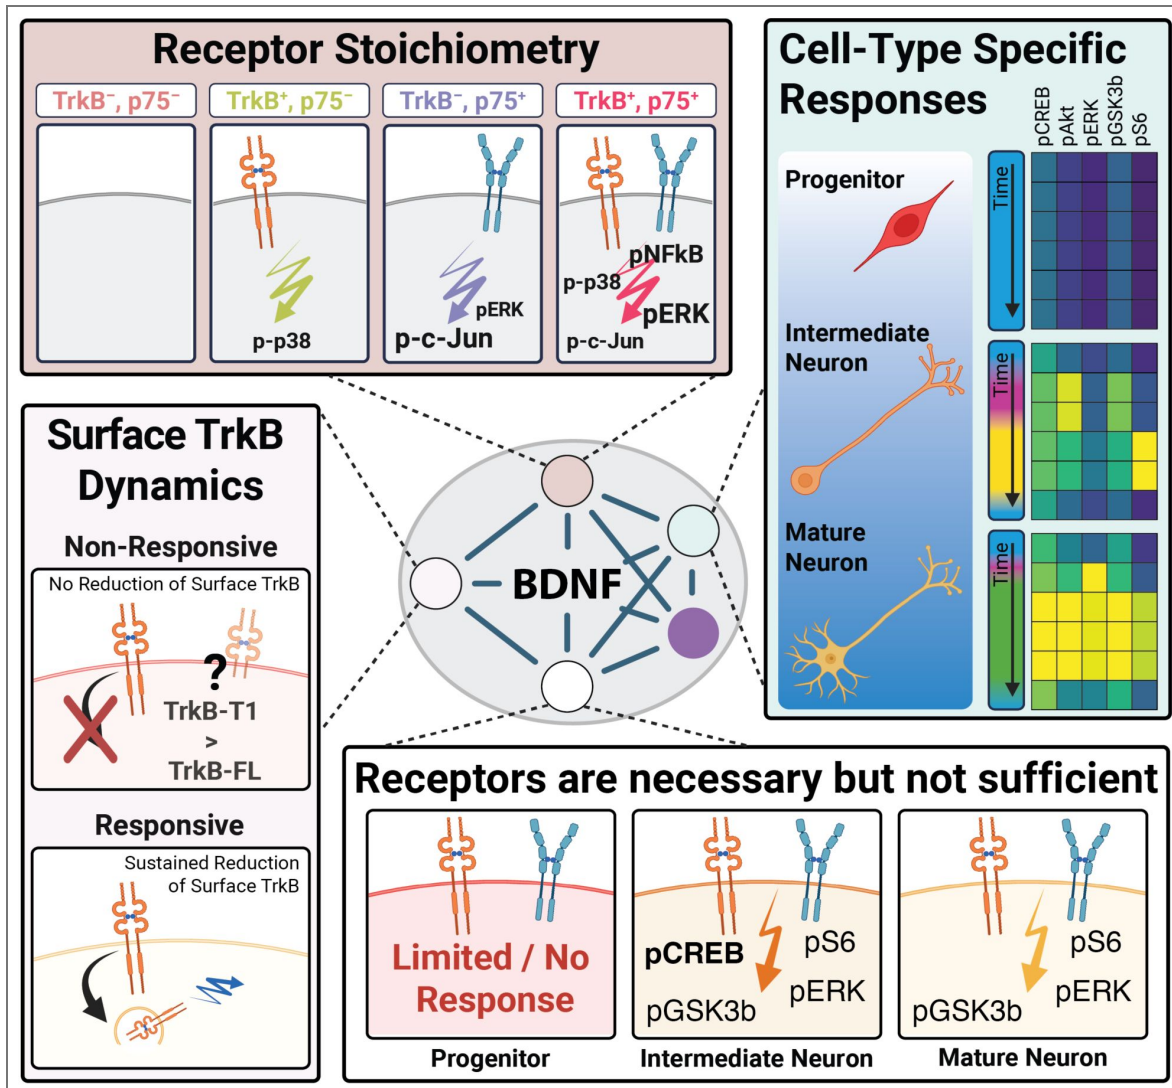 Receptor Stoichiometry
TrkB⁻, p75⁻
TrkB⁺, p75⁻
TrkB⁻, p75⁺
TrkB⁺, p75⁺
p-p38
pERK
p-c-Jun
pNFkB
p-p38
pERK
p-c-Jun
Cell-Type Specific
Responses
pCREB
pAkt
pERK
pGSK3b
pS6
Progenitor
Time
Intermediate
Neuron
Time
Mature
Neuron
Time
Surface TrkB
Dynamics
Non-Responsive
No Reduction of Surface TrkB
?
TrkB-T1
>
TrkB-FL
Responsive
Sustained Reduction
of Surface TrkB
BDNF
Receptors are necessary but not sufficient
Limited / No
Response
Progenitor
pCREB
pS6
pGSK3b
pERK
Intermediate Neuron
pS6
pGSK3b
pERK
Mature Neuron